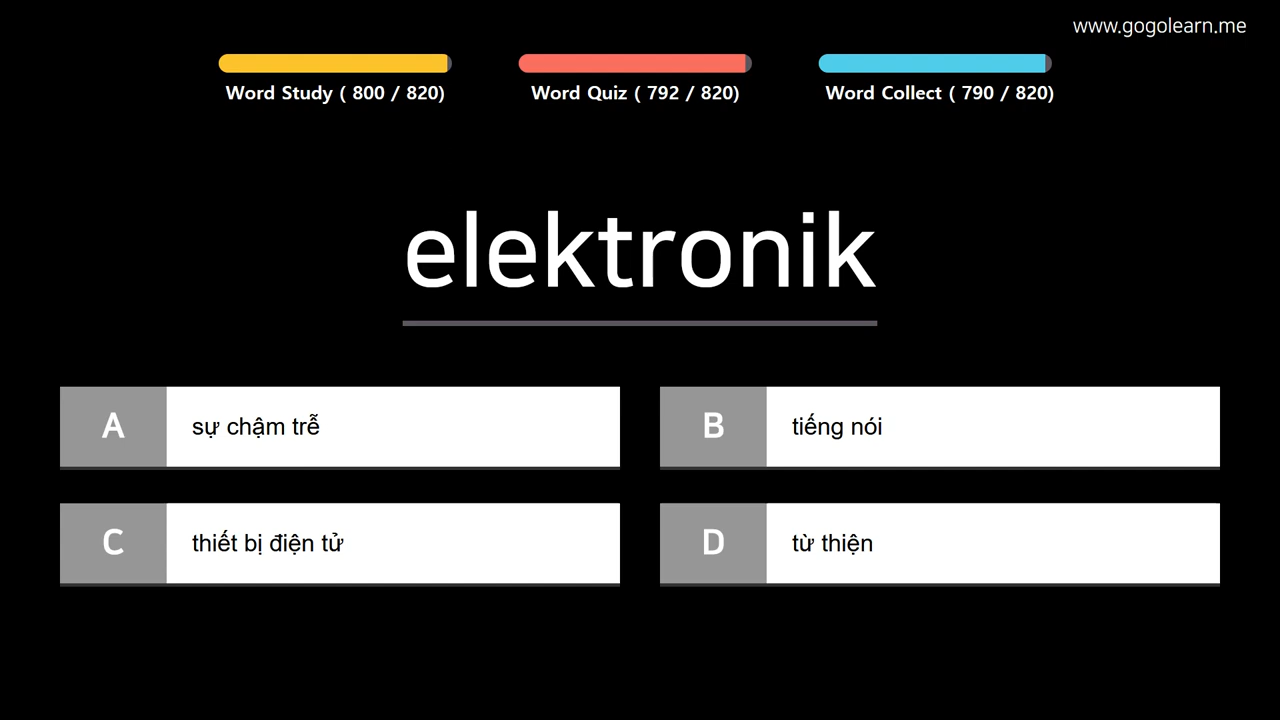 www.gogolearn.me
Word Study ( 800 / 820)
Word Quiz ( 792 / 820)
Word Collect ( 790 / 820)
elektronik
A
sự chậm trễ
B
tiếng nói
C
thiết bị điện tử
D
từ thiện